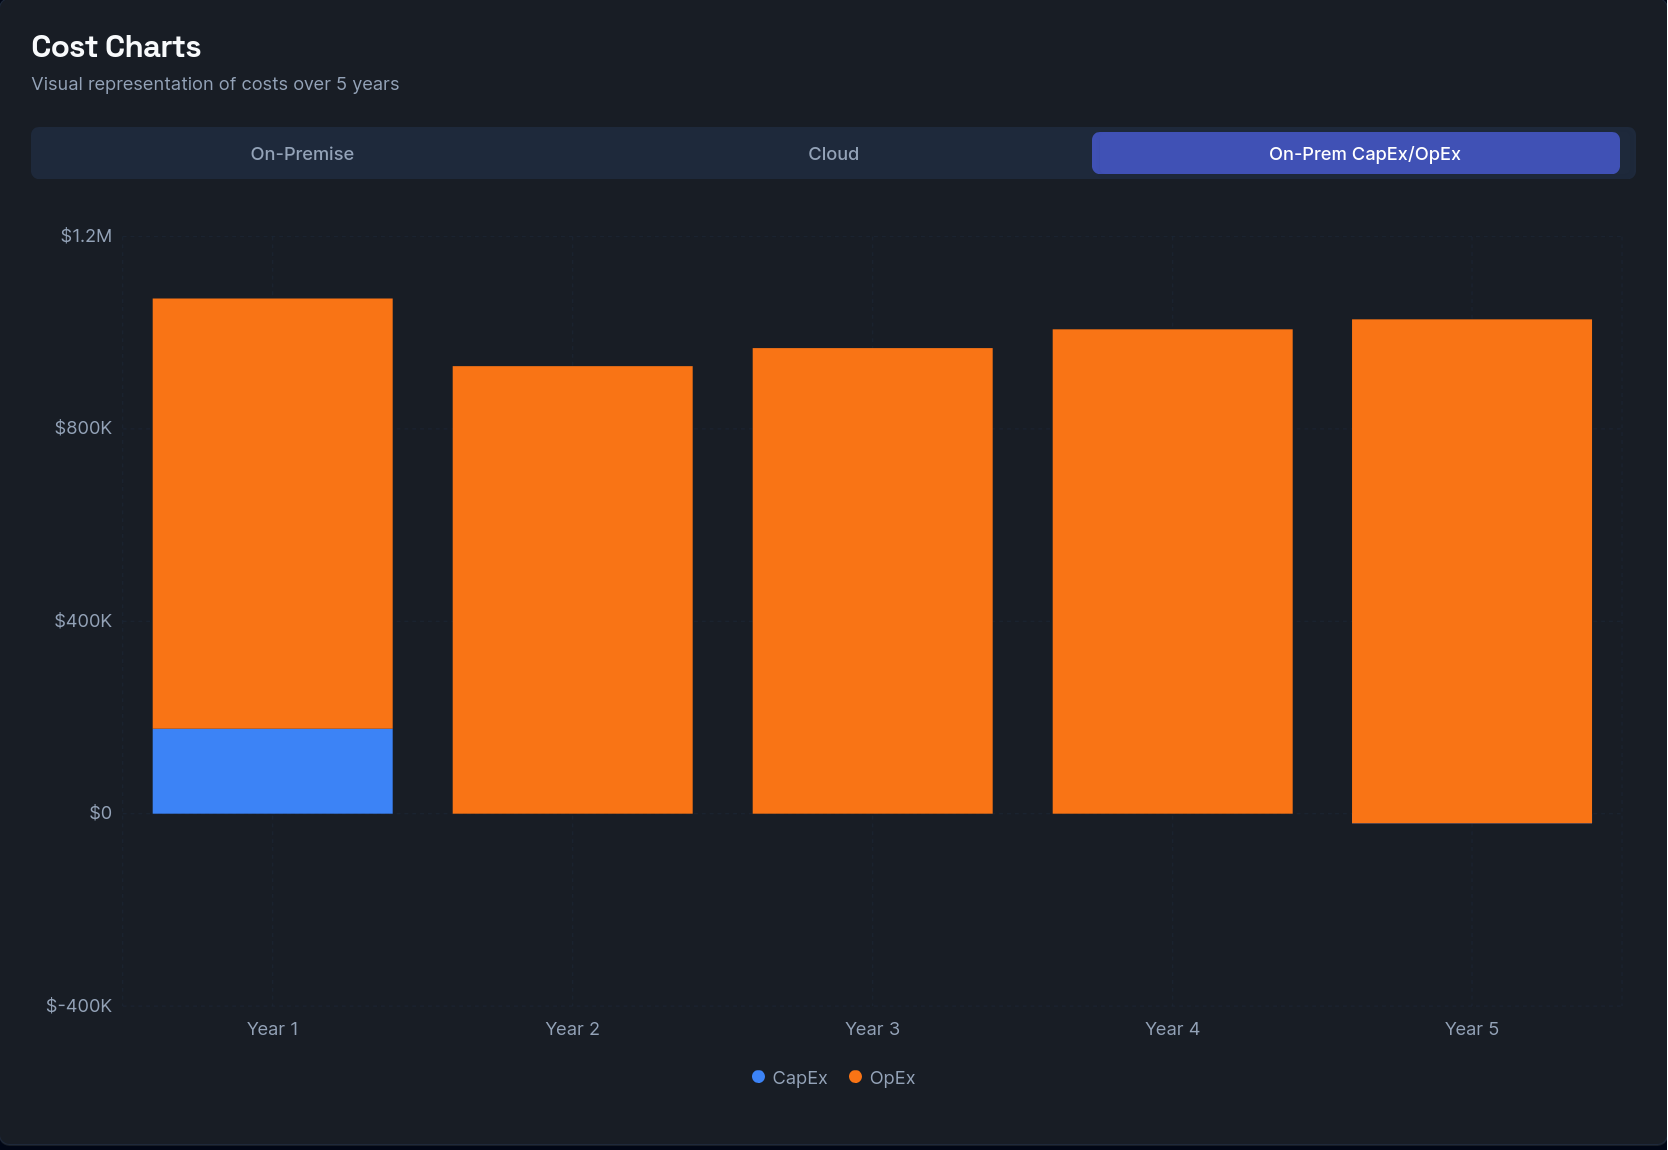 Cost Charts
Visual representation of costs over 5 years
On-Premise Cloud On-Prem CapEx/OpEx
$1.2M
$800K
$400K
$0
$-400K
Year 1 Year 2 Year 3 Year 4 Year 5
CapEx OpEx